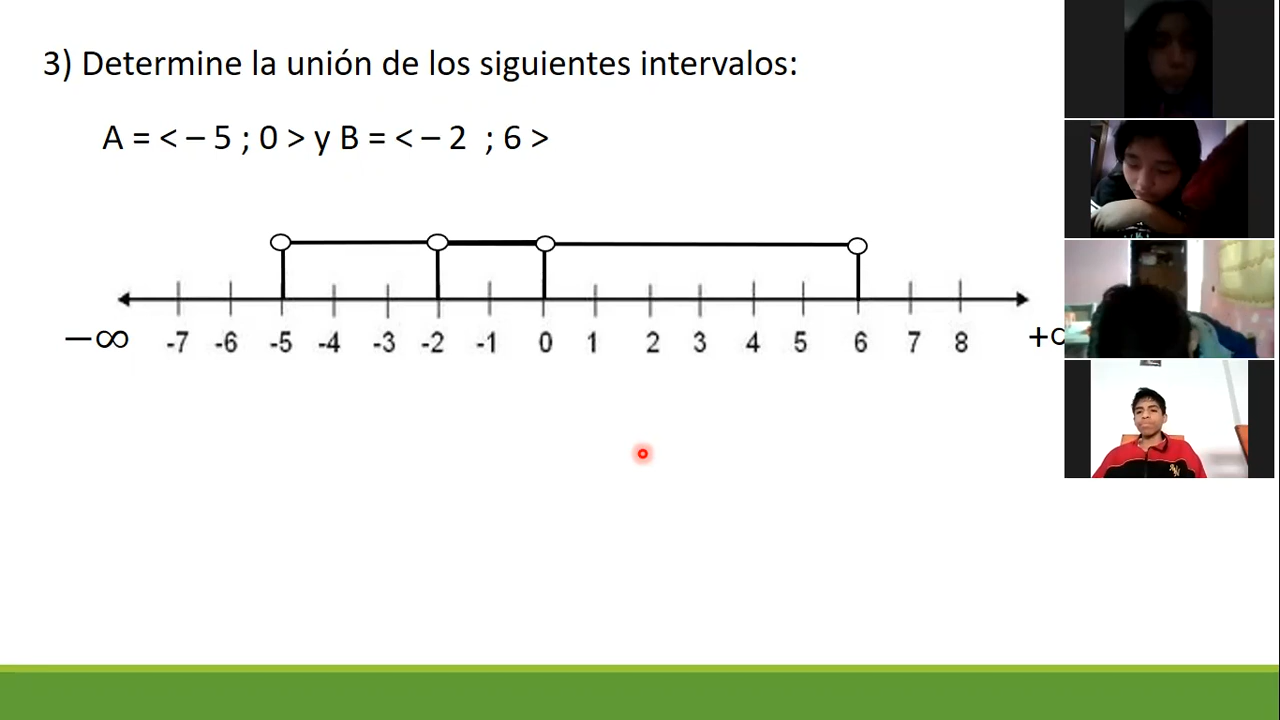 3) Determine la unión de los siguientes intervalos:
A = < – 5 ; 0 > y B = < – 2 ; 6 >
–∞ -7 -6 -5 -4 -3 -2 -1 0 1 2 3 4 5 6 7 8 +